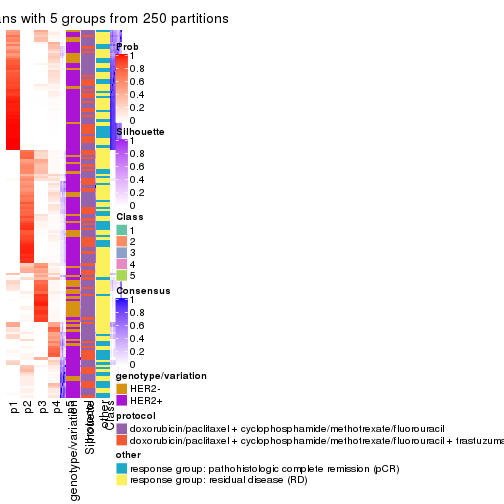 ans with 5 groups from 250 partitions
Prob
1
0.8
0.6
0.4
0.2
0
Silhouette
1
0.8
0.6
0.4
0.2
0
Class
1
2
3
4
5
Consensus
1
0.8
0.6
0.4
0.2
0
genotype/variation
HER2-
HER2+
protocol
doxorubicin/paclitaxel + cyclophosphamide/methotrexate/fluorouracil
doxorubicin/paclitaxel + cyclophosphamide/methotrexate/fluorouracil + trastuzuma
other
response group: pathohistologic complete remission (pCR)
response group: residual disease (RD)
p1
p2
p3
p4
genotype/variation
Silhouette
protocol
other
Class